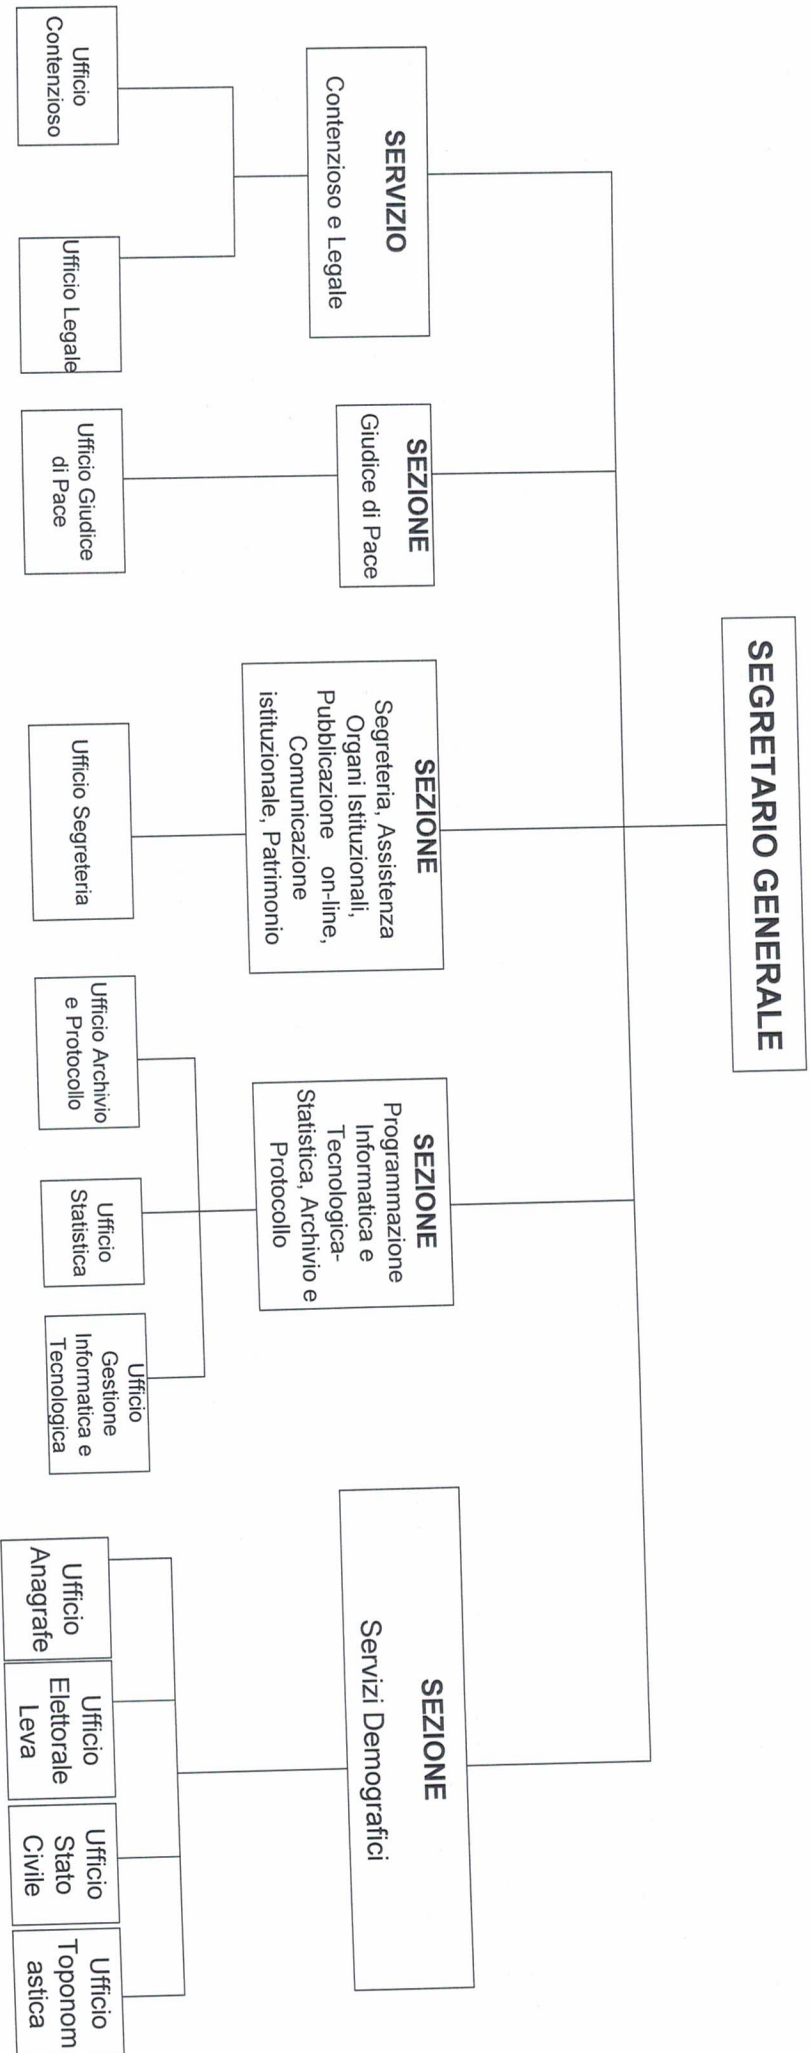 SEGRETARIO GENERALE
SERVIZIO
Contenzioso e Legale
Ufficio
Contenzioso
Ufficio Legale
SEZIONE
Giudice di Pace
Ufficio Giudice
di Pace
SEZIONE
Segreteria, Assistenza
Organi Istituzionali,
Pubblicazione on-line,
Comunicazione
istituzionale, Patrimonio
Ufficio Segreteria
SEZIONE
Programmazione
Informatica e
Tecnologica-
Statistica, Archivio e
Protocollo
Ufficio Archivio
e Protocollo
Ufficio
Statistica
Ufficio
Gestione
Informatica e
Tecnologica
SEZIONE
Servizi Demografici
Ufficio
Anagrafe
Ufficio
Elettorale
Leva
Ufficio
Stato
Civile
Ufficio
Toponom
astica